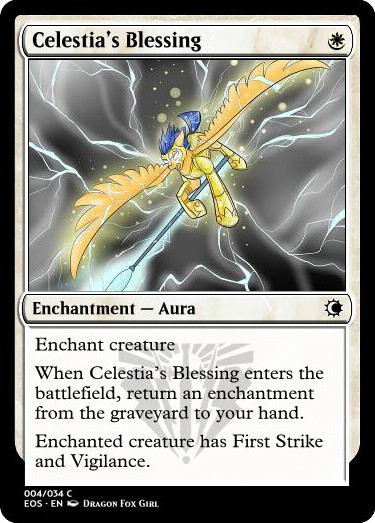 Celestia's Blessing
Enchantment — Aura
Enchant creature
When Celestia's Blessing enters the
battlefield, return an enchantment
from the graveyard to your hand.
Enchanted creature has First Strike
and Vigilance.
004/034 C
EOS • EN Dragon Fox Girl